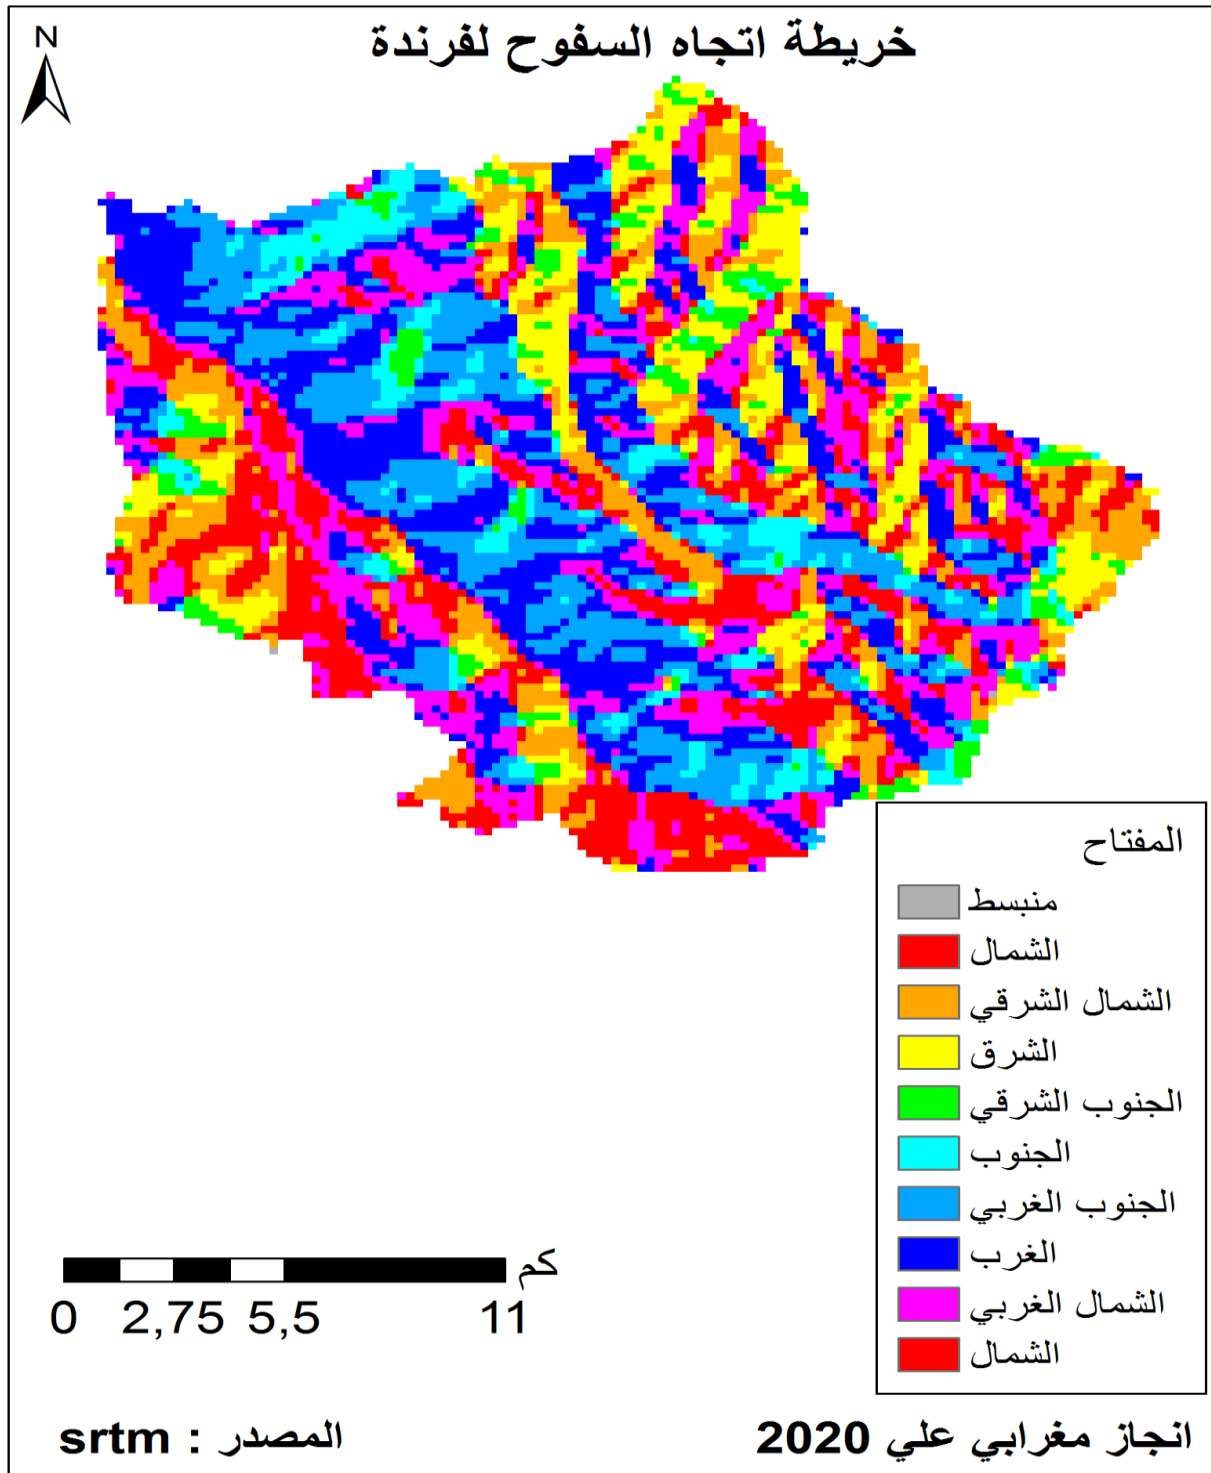 خريطة اتجاه السفوح لفرندة
N
المفتاح
منبسط
الشمال
الشمال الشرقي
الشرق
الجنوب الشرقي
الجنوب
الجنوب الغربي
الغرب
الشمال الغربي
الشمال
كم
0 2,75 5,5 11
انجاز مغرابي علي 2020
المصدر : srtm